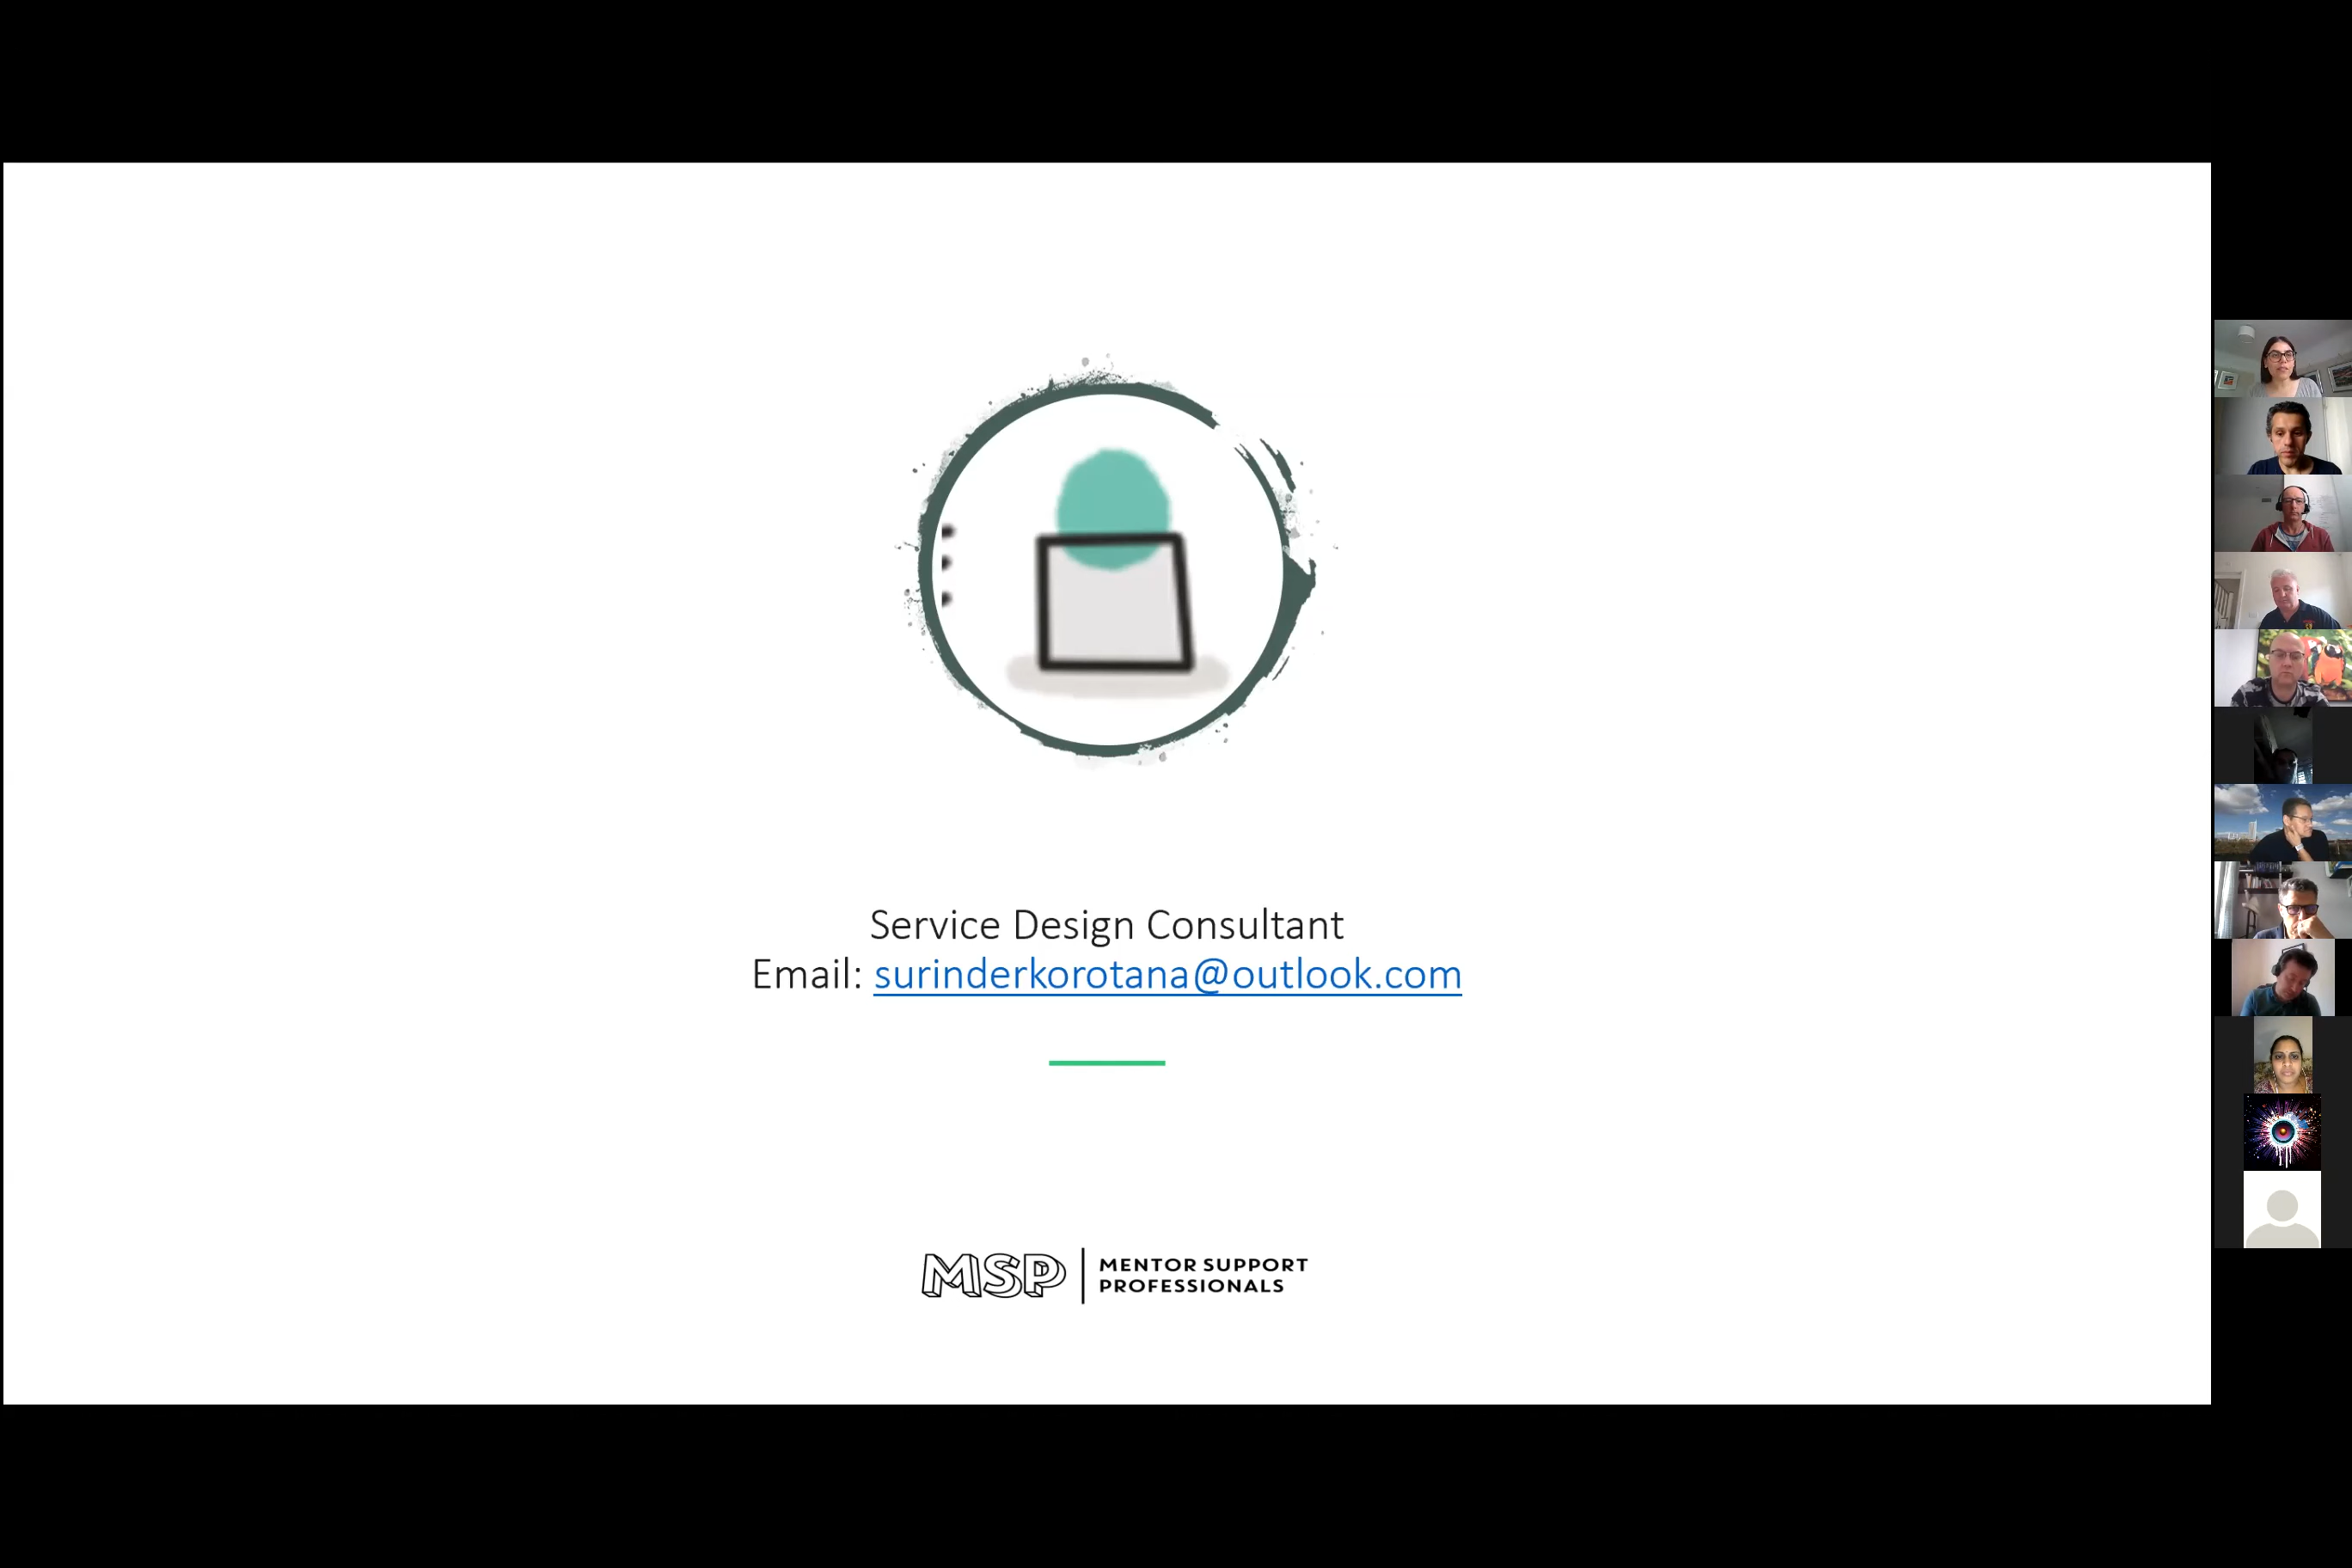 Service Design Consultant
Email: surinderkorotana@outlook.com
MSP
MENTOR SUPPORT
PROFESSIONALS